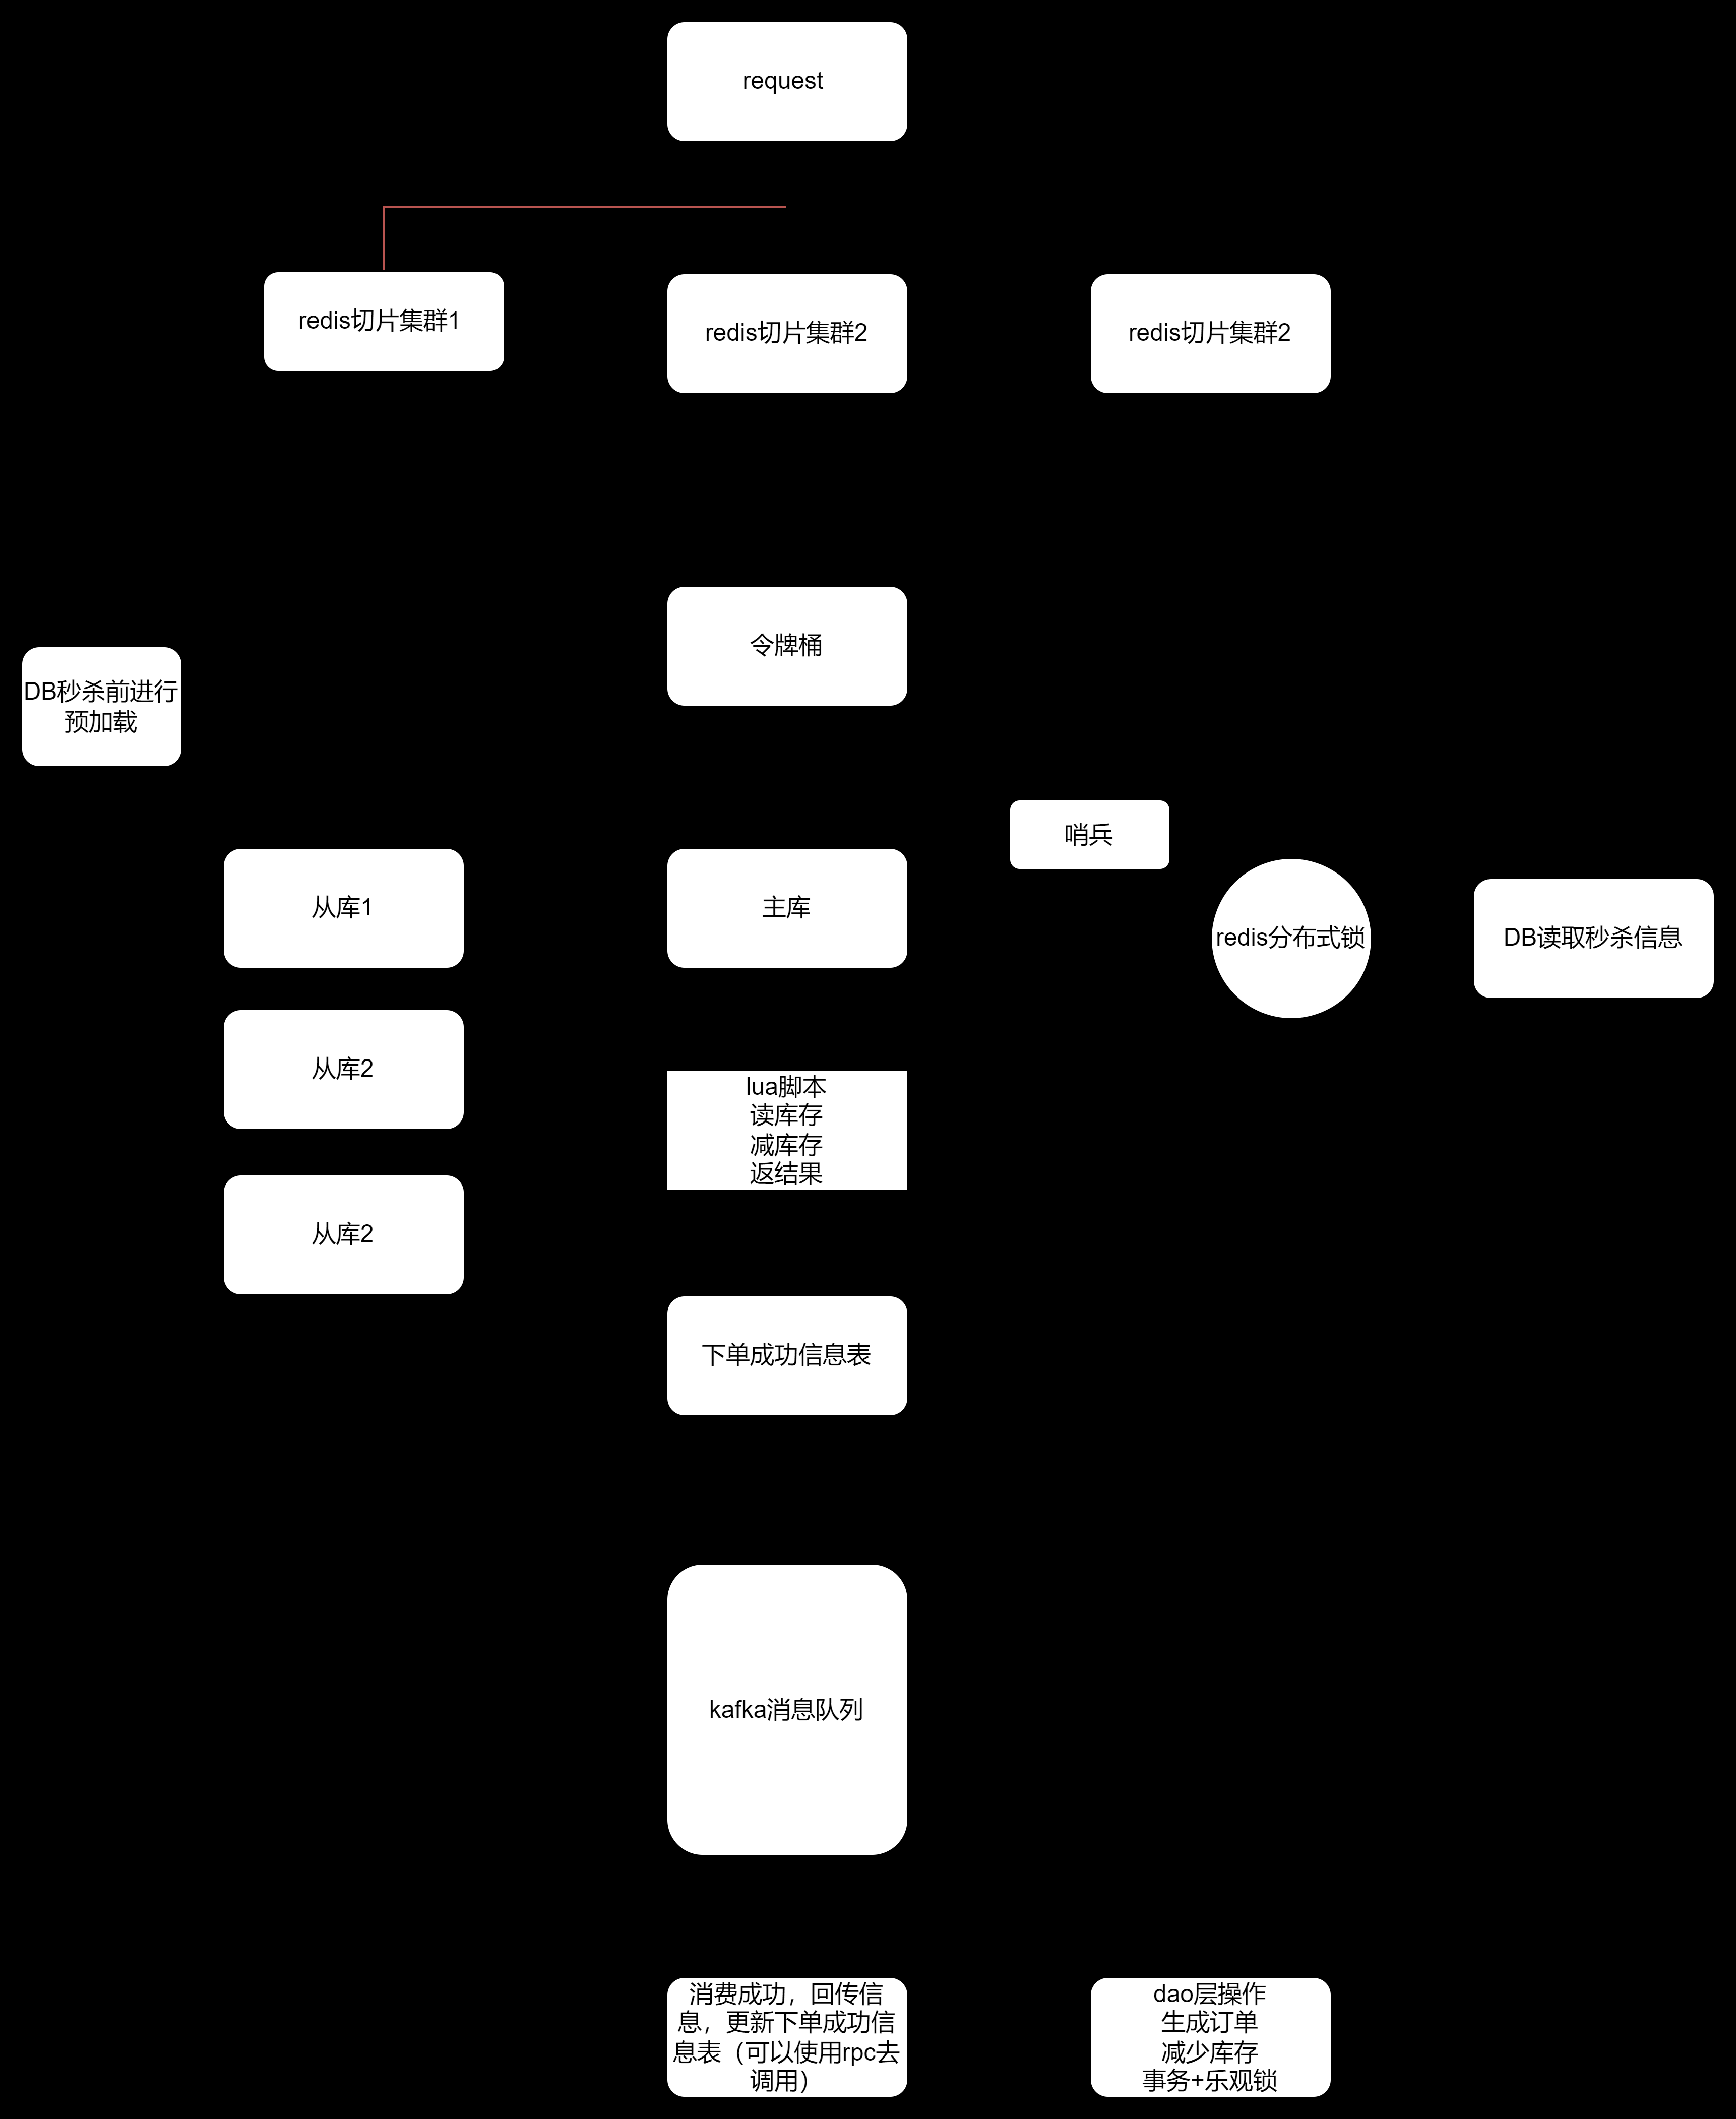 request
redis切片集群1
redis切片集群2
redis切片集群2
令牌桶
DB秒杀前进行
预加载
哨兵
从库1
主库
redis分布式锁
DB读取秒杀信息
从库2
lua脚本
读库存
减库存
返结果
从库2
下单成功信息表
kafka消息队列
消费成功，回传信
息，更新下单成功信
息表（可以使用rpc去
调用）
dao层操作
生成订单
减少库存
事务+乐观锁